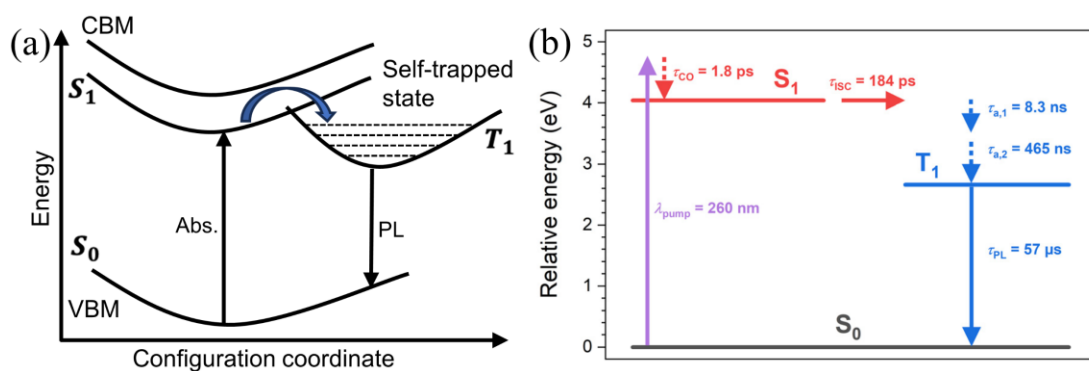 (a)
CBM
S₁
Self-trapped
state
T₁
Energy
Abs.
PL
S₀
VBM
Configuration coordinate
(b)
Relative energy (eV)
5
4
3
2
1
0
τCO = 1.8 ps
S₁
τISC = 184 ps
τa,1 = 8.3 ns
τa,2 = 465 ns
T₁
λpump = 260 nm
τPL = 57 µs
S₀